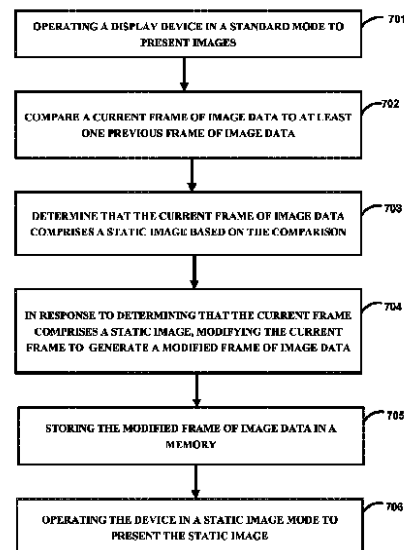 OPERATING A DISPLAY DEVICE IN A STANDARD MODE TO
PRESENT IMAGES
701
COMPARE A CURRENT FRAME OF IMAGE DATA TO AT LEAST
ONE PREVIOUS FRAME OF IMAGE DATA
702
DETERMINE THAT THE CURRENT FRAME OF IMAGE DATA
COMPRISES A STATIC IMAGE BASED ON THE COMPARISON
703
IN RESPONSE TO DETERMINING THAT THE CURRENT FRAME
COMPRISES A STATIC IMAGE, MODIFYING THE CURRENT
FRAME TO GENERATE A MODIFIED FRAME OF IMAGE DATA
704
STORING THE MODIFIED FRAME OF IMAGE DATA IN A
MEMORY
705
OPERATING THE DEVICE IN A STATIC IMAGE MODE TO
PRESENT THE STATIC IMAGE
706